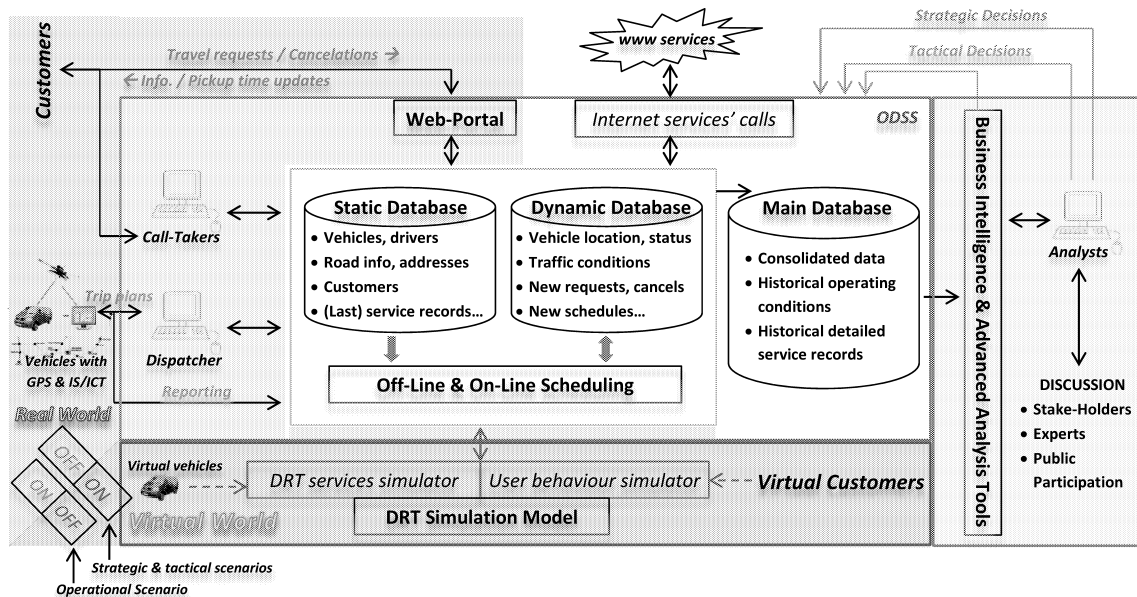 Strategic Decisions
Tactical Decisions
Customers
Travel requests / Cancelations →
← Info. / Pickup time updates
www services
Web-Portal
Internet services’ calls
ODSS
Static Database
• Vehicles, drivers
• Road info, addresses
• Customers
• (Last) service records…
Dynamic Database
• Vehicle location, status
• Traffic conditions
• New requests, cancels
• New schedules…
Main Database
• Consolidated data
• Historical operating
conditions
• Historical detailed
service records
Business Intelligence & Advanced Analysis Tools
Analysts
Call-Takers
Trip plans
Dispatcher
Vehicles with
GPS & IS/ICT
Reporting
Off-Line & On-Line Scheduling
DISCUSSION
• Stake-Holders
• Experts
• Public
Participation
Real World
OFF
ON
ON
OFF
Virtual vehicles
DRT services simulator
User behaviour simulator
Virtual Customers
Virtual World
DRT Simulation Model
Strategic & tactical scenarios
Operational Scenario